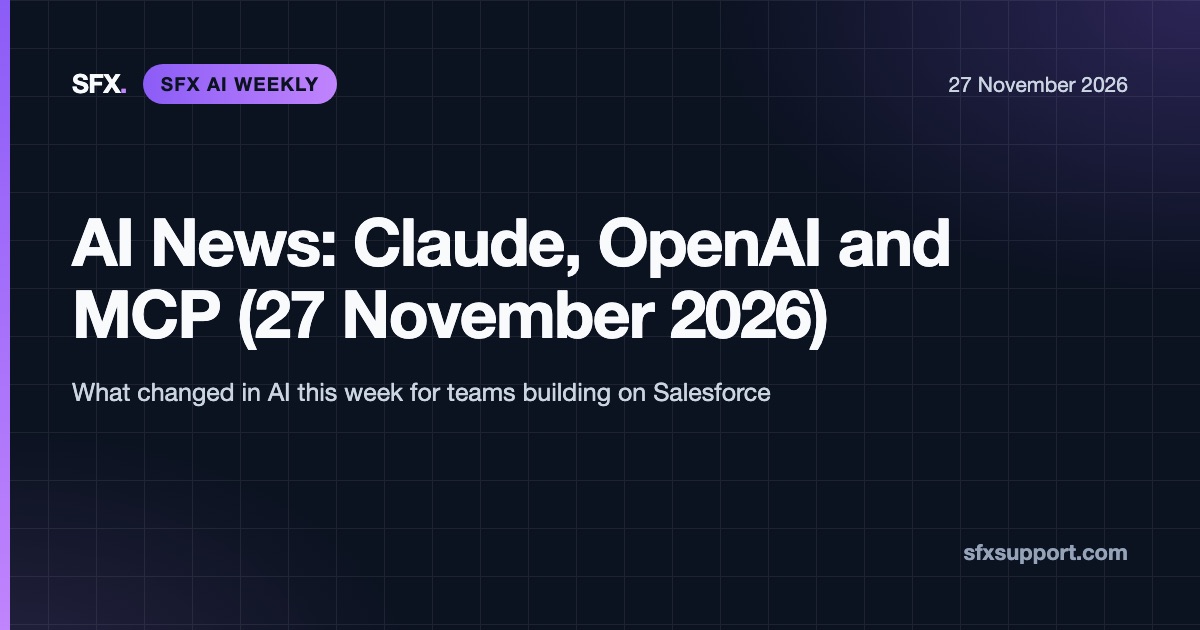 SFX.
SFX AI WEEKLY
27 November 2026
AI News: Claude, OpenAI and
MCP (27 November 2026)
What changed in AI this week for teams building on Salesforce
sfxsupport.com